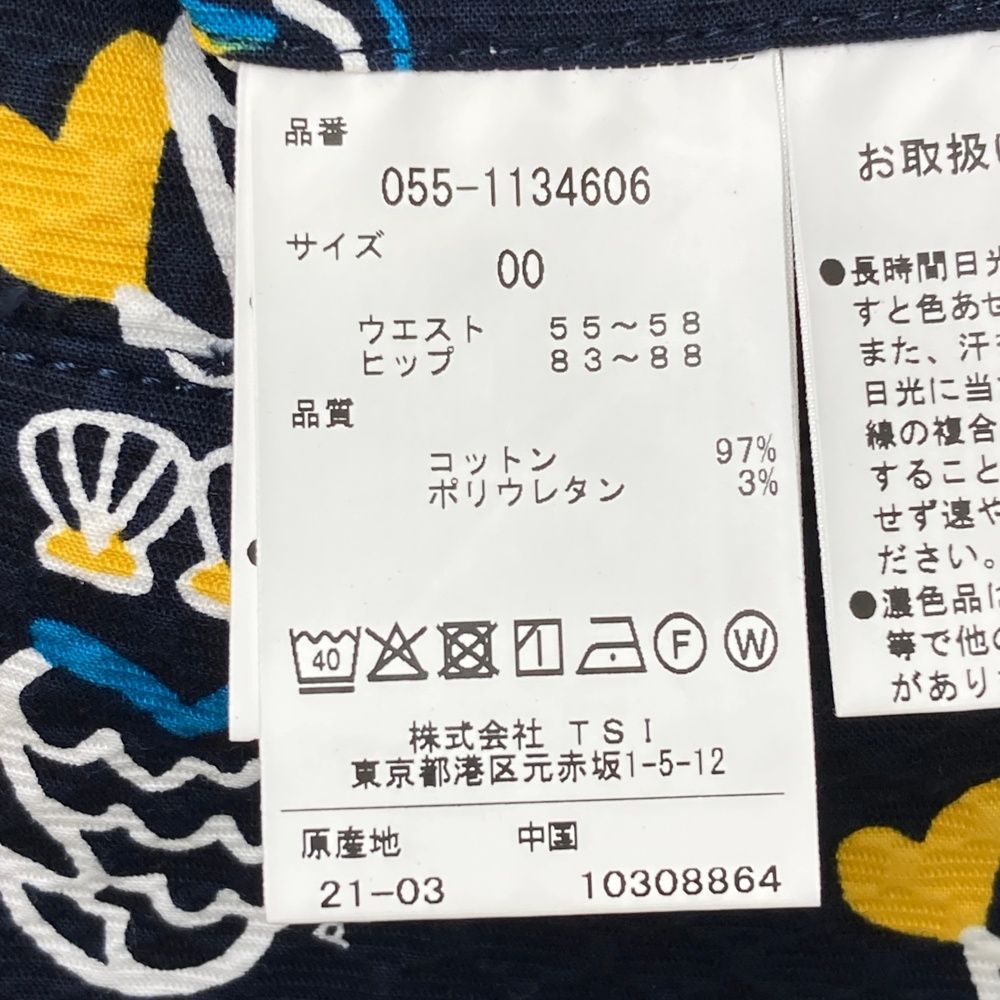 品番
055-1134606
サイズ
00
ウエスト 55～58
ヒップ 83～88
品質
コットン 97%
ポリウレタン 3%
40 F W
株式会社 TSI
東京都港区元赤坂1-5-12
原産地 中国
21-03 10308864
お取扱い
●長時間日光
すと色あせ
また、汗
日光に当
線の複合
すること
せず速や
ださい。
●濃色品に
等で他の
があり